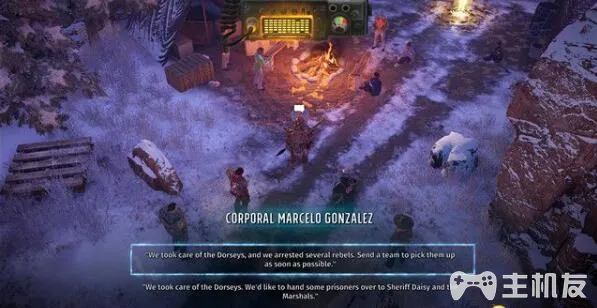 CORPORAL MARCELO GONZALEZ
"We took care of the Dorseys, and we arrested several rebels. Send a team to pick them up
as soon as possible."
"We took care of the Dorseys. We'd like to hand some prisoners over to Sheriff Daisy and the
Marshals."
主机友